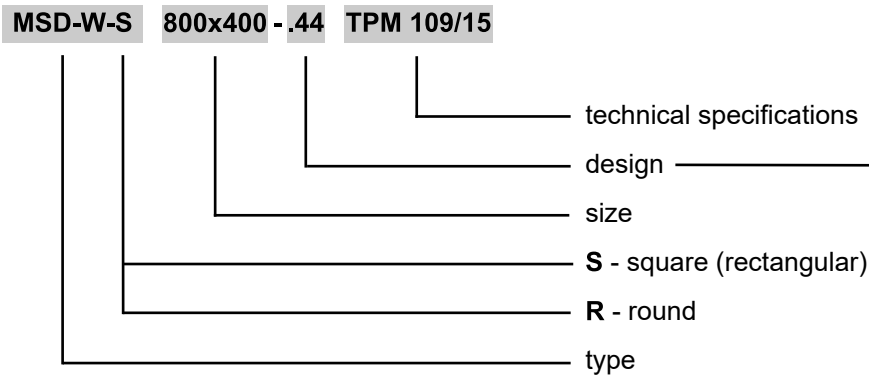 MSD-W-S 800x400 - .44 TPM 109/15
technical specifications
design
size
S - square (rectangular)
R - round
type